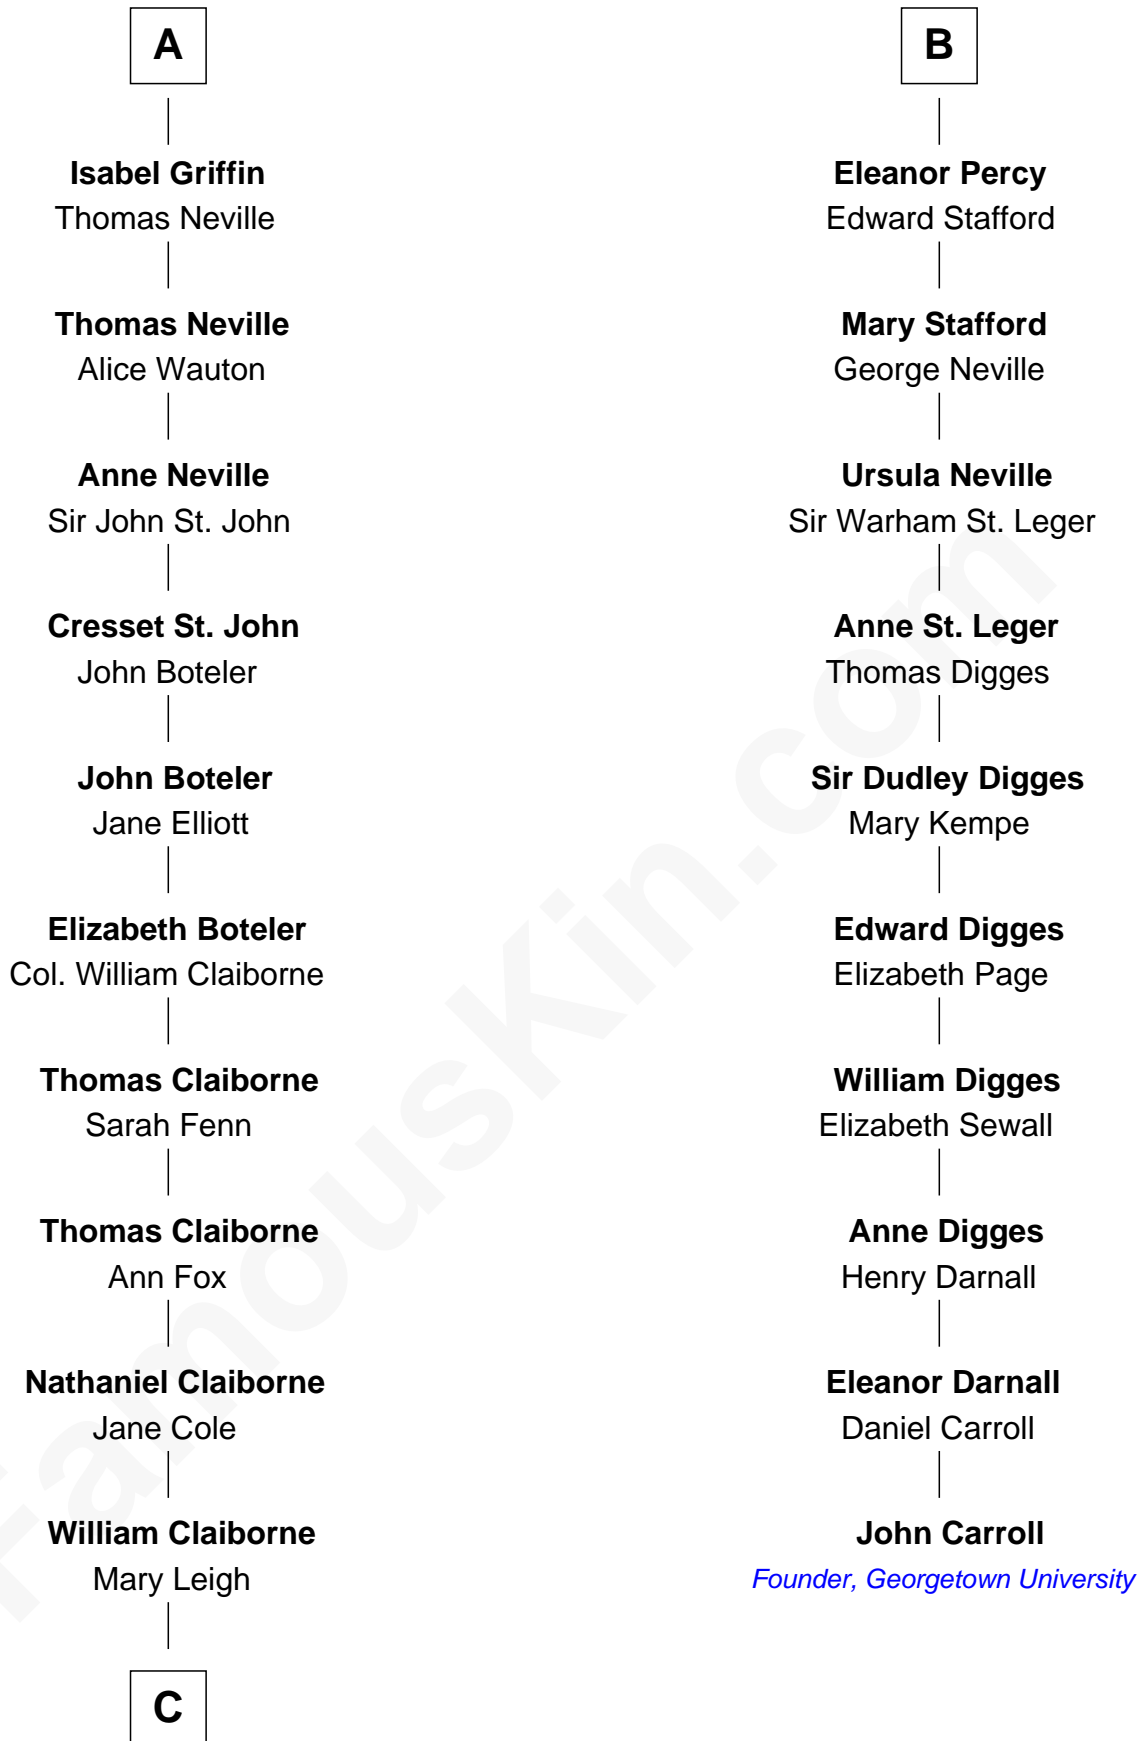 A
Isabel Griffin
Thomas Neville
Thomas Neville
Alice Wauton
Anne Neville
Sir John St. John
Cresset St. John
John Boteler
John Boteler
Jane Elliott
Elizabeth Boteler
Col. William Claiborne
Thomas Claiborne
Sarah Fenn
Thomas Claiborne
Ann Fox
Nathaniel Claiborne
Jane Cole
William Claiborne
Mary Leigh
C
B
Eleanor Percy
Edward Stafford
Mary Stafford
George Neville
Ursula Neville
Sir Warham St. Leger
Anne St. Leger
Thomas Digges
Sir Dudley Digges
Mary Kempe
Edward Digges
Elizabeth Page
William Digges
Elizabeth Sewall
Anne Digges
Henry Darnall
Eleanor Darnall
Daniel Carroll
John Carroll
Founder, Georgetown University
FamousKin.com